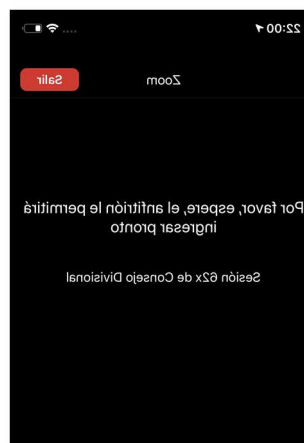 22:00
Zoom
Salir
Por favor, espere, el anfitrión le permitirá
ingresar pronto
Sesión 62x de Consejo Divisional